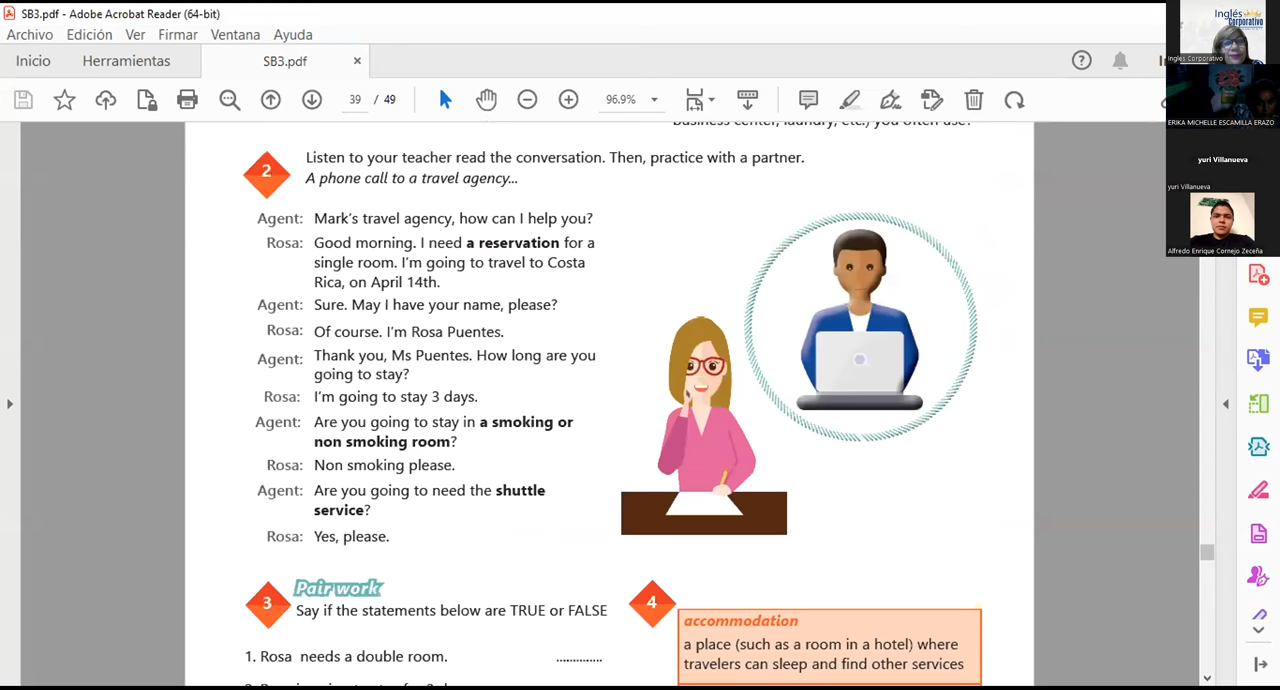 SB3.pdf - Adobe Acrobat Reader (64-bit)
Archivo Edición Ver Firmar Ventana Ayuda
Inicio Herramientas SB3.pdf ×
39 / 49 96.9%
2 Listen to your teacher read the conversation. Then, practice with a partner.
A phone call to a travel agency...
Agent: Mark's travel agency, how can I help you?
Rosa: Good morning. I need a reservation for a
single room. I'm going to travel to Costa
Rica, on April 14th.
Agent: Sure. May I have your name, please?
Rosa: Of course. I'm Rosa Puentes.
Agent: Thank you, Ms Puentes. How long are you
going to stay?
Rosa: I'm going to stay 3 days.
Agent: Are you going to stay in a smoking or
non smoking room?
Rosa: Non smoking please.
Agent: Are you going to need the shuttle
service?
Rosa: Yes, please.
3 Pair work
Say if the statements below are TRUE or FALSE
1. Rosa needs a double room. ..............
4
accommodation
a place (such as a room in a hotel) where
travelers can sleep and find other services
Inglés
Corporativo
Ingles Corporativo
ERIKA MICHELLE ESCAMILLA ERAZO
yuri Villanueva
yuri Villanueva
Alfredo Enrique Cornejo Zeceña